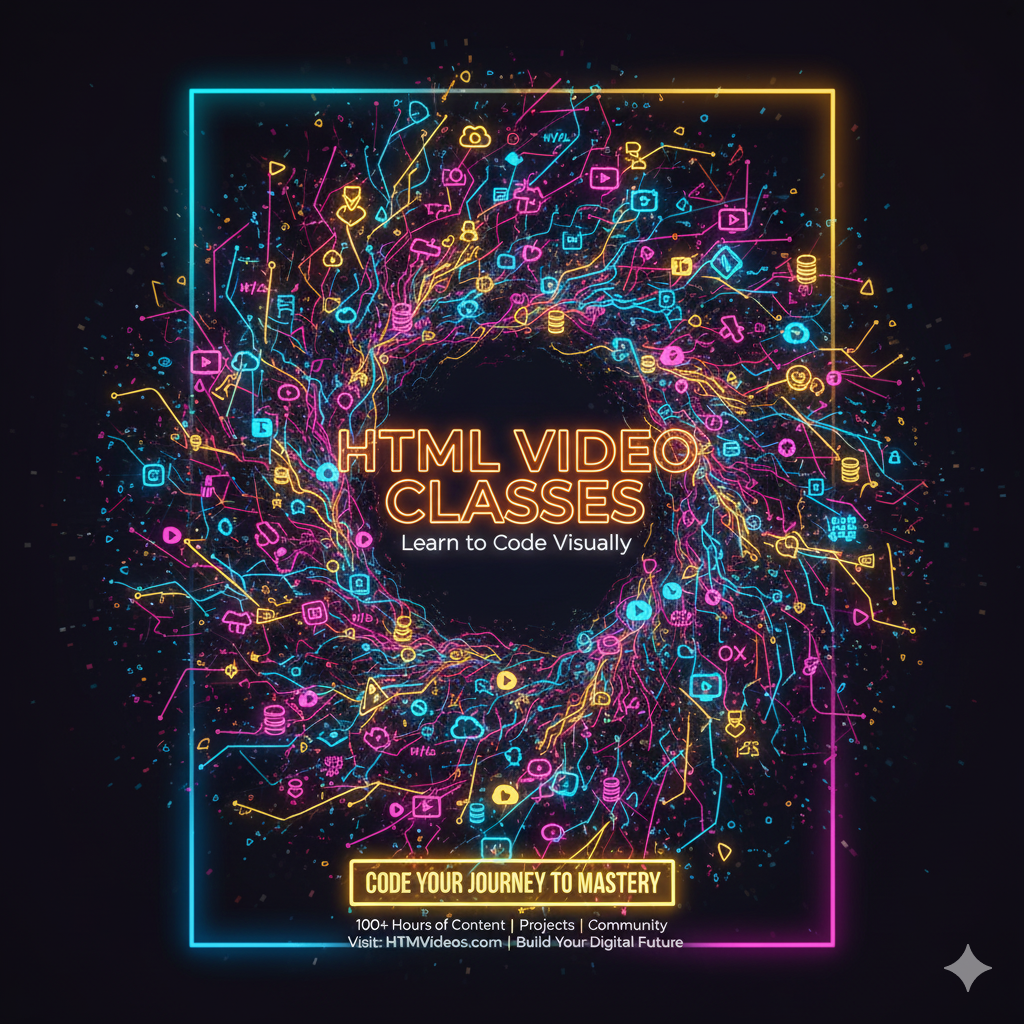 HTML VIDEO
CLASSES
Learn to Code Visually
CODE YOUR JOURNEY TO MASTERY
100+ Hours of Content | Projects | Community
Visit: HTMVideos.com | Build Your Digital Future